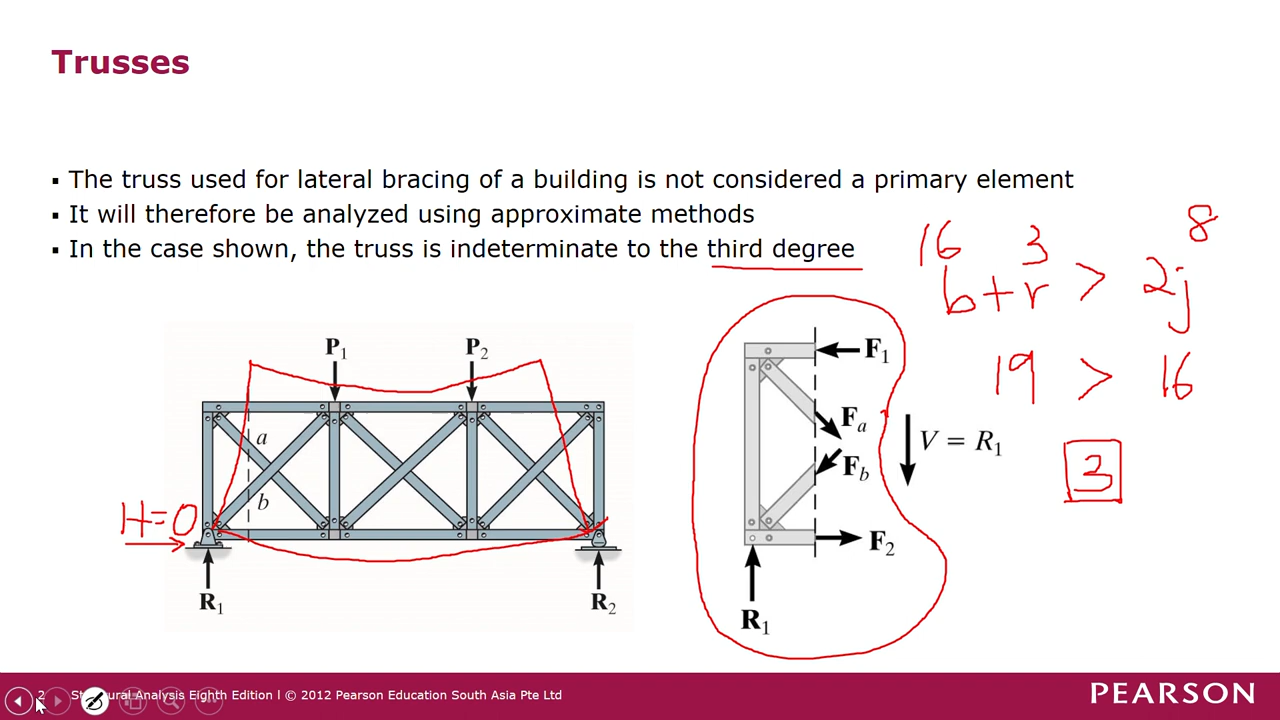 Trusses
▪ The truss used for lateral bracing of a building is not considered a primary element
▪ It will therefore be analyzed using approximate methods
▪ In the case shown, the truss is indeterminate to the third degree
16 3 8
b+r > 2j
19 > 16
3
P1 P2
a
b
H=0
R1 R2
F1
Fa
Fb
F2
R1
V = R1
2 St ural Analysis Eighth Edition l © 2012 Pearson Education South Asia Pte Ltd
PEARSON